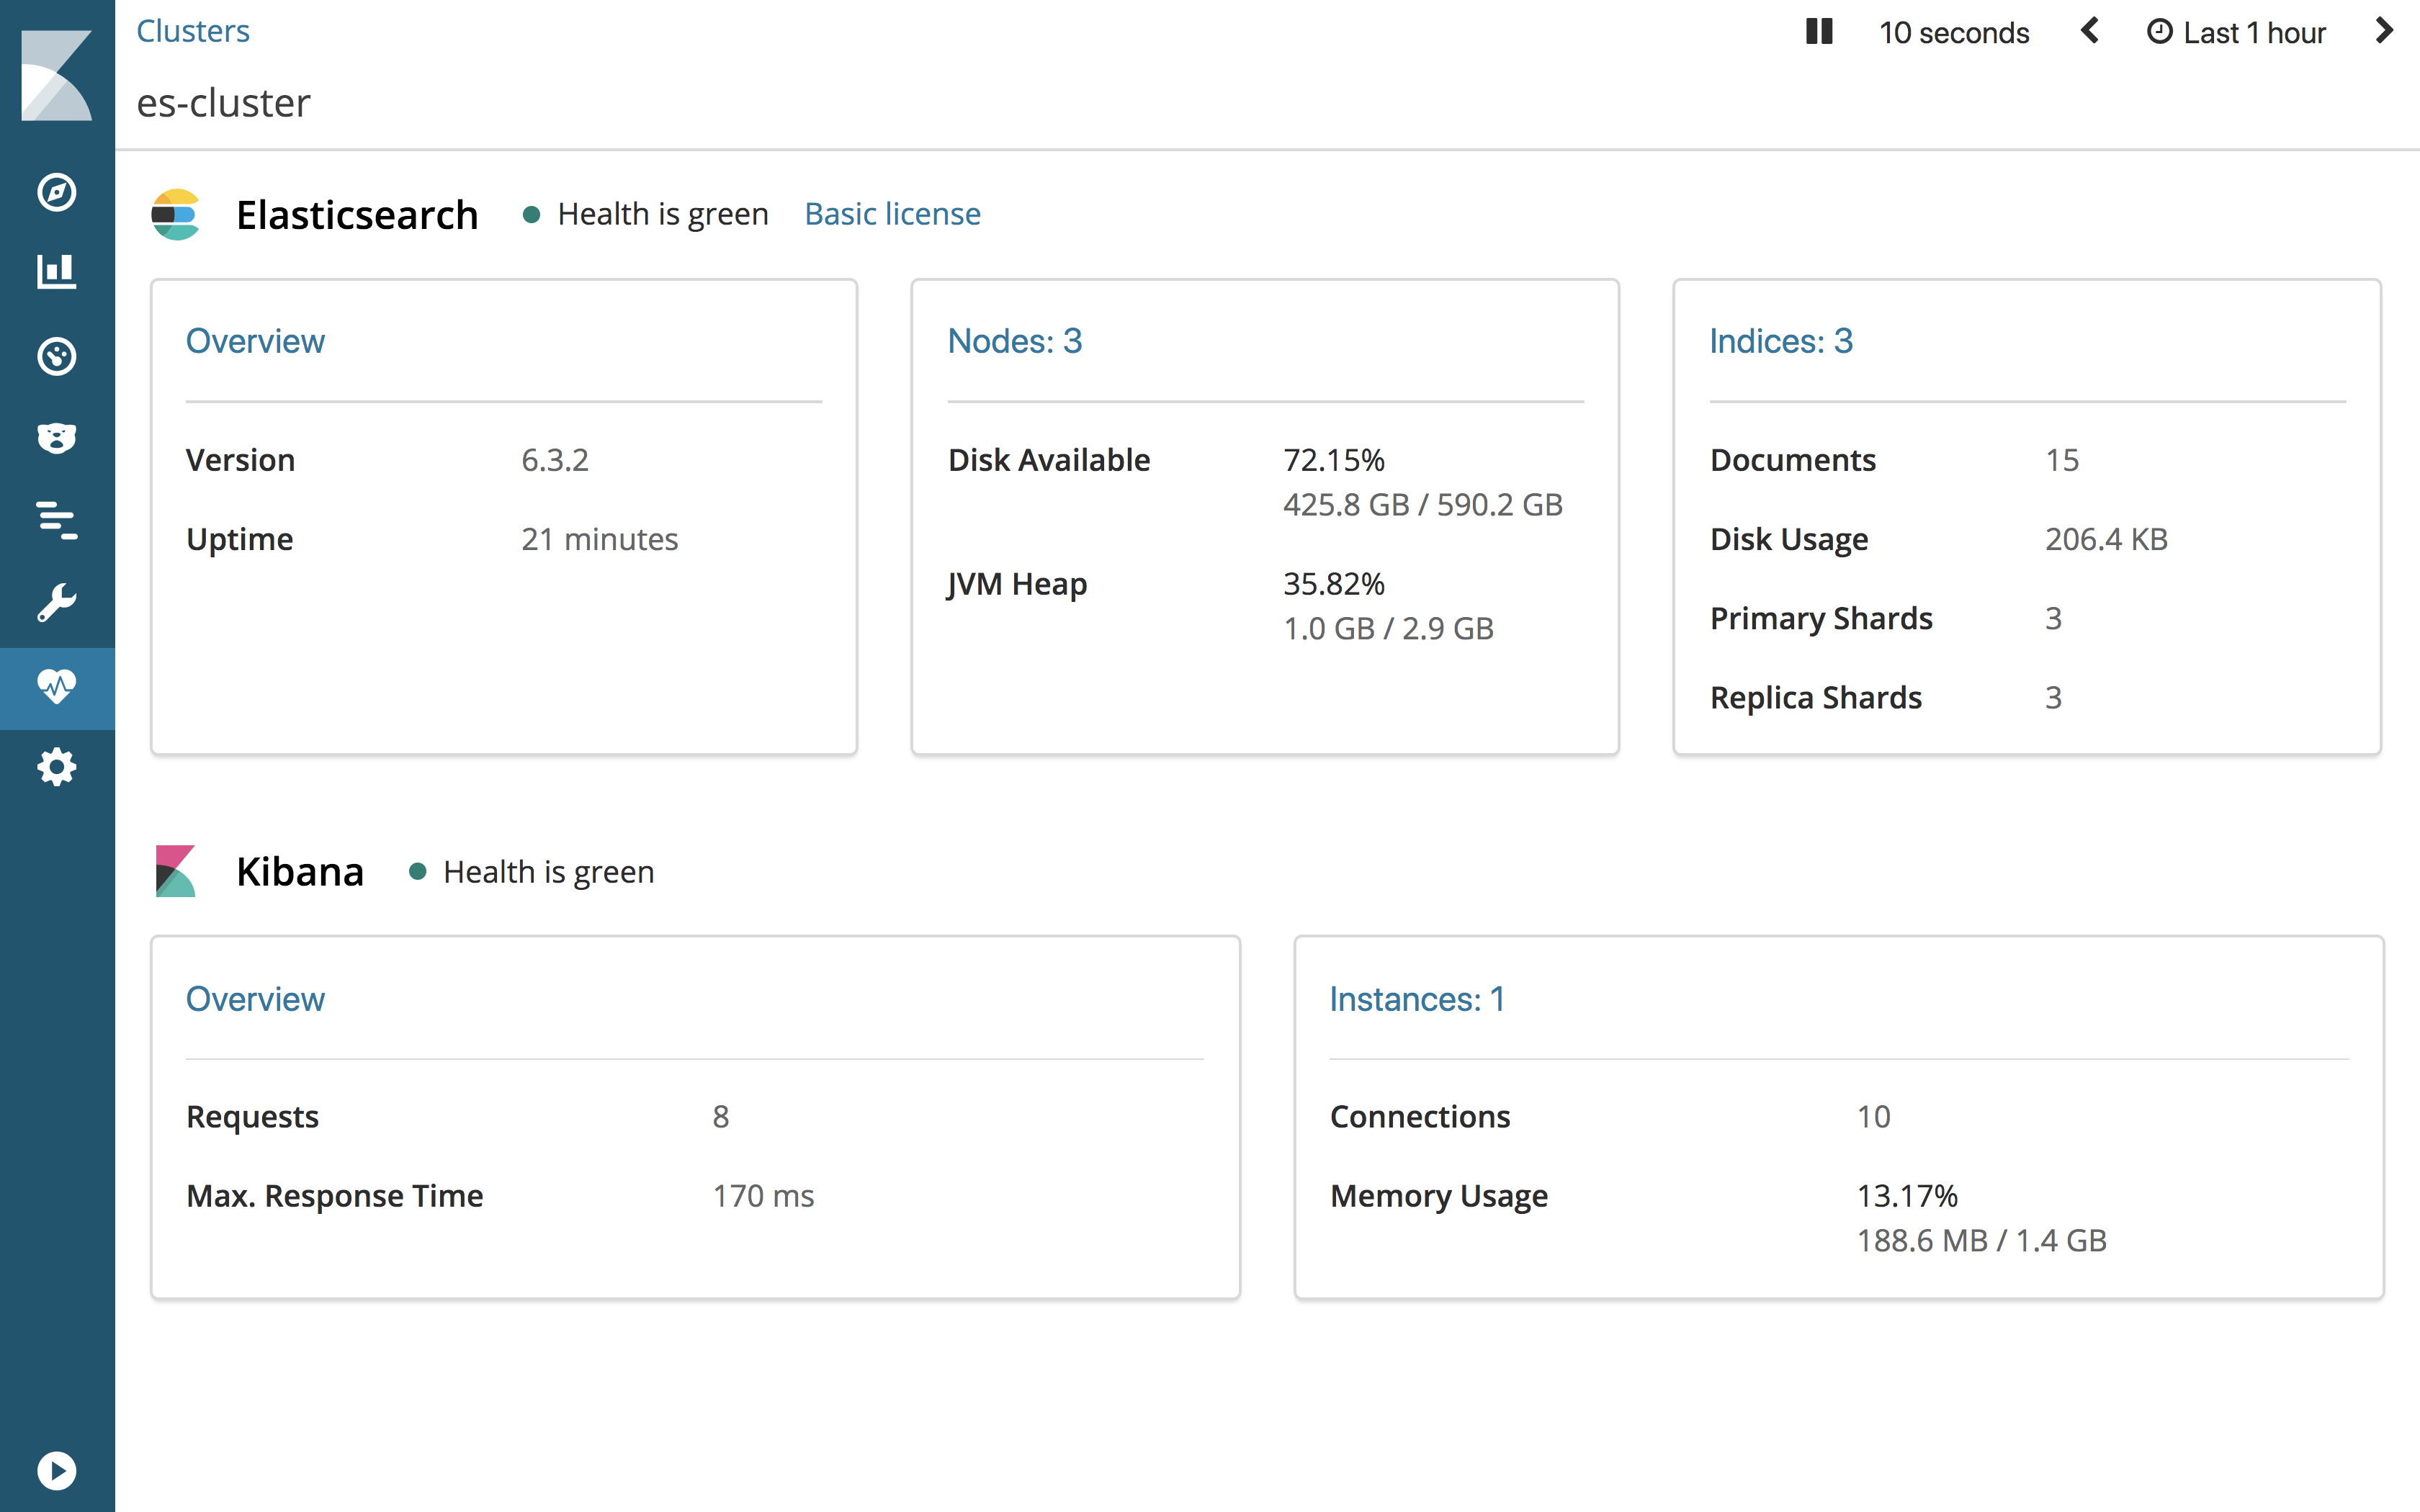 Clusters
10 seconds
Last 1 hour
es-cluster
Elasticsearch
Health is green
Basic license
Overview
Version 6.3.2
Uptime 21 minutes
Nodes: 3
Disk Available 72.15%
425.8 GB / 590.2 GB
JVM Heap 35.82%
1.0 GB / 2.9 GB
Indices: 3
Documents 15
Disk Usage 206.4 KB
Primary Shards 3
Replica Shards 3
Kibana
Health is green
Overview
Requests 8
Max. Response Time 170 ms
Instances: 1
Connections 10
Memory Usage 13.17%
188.6 MB / 1.4 GB